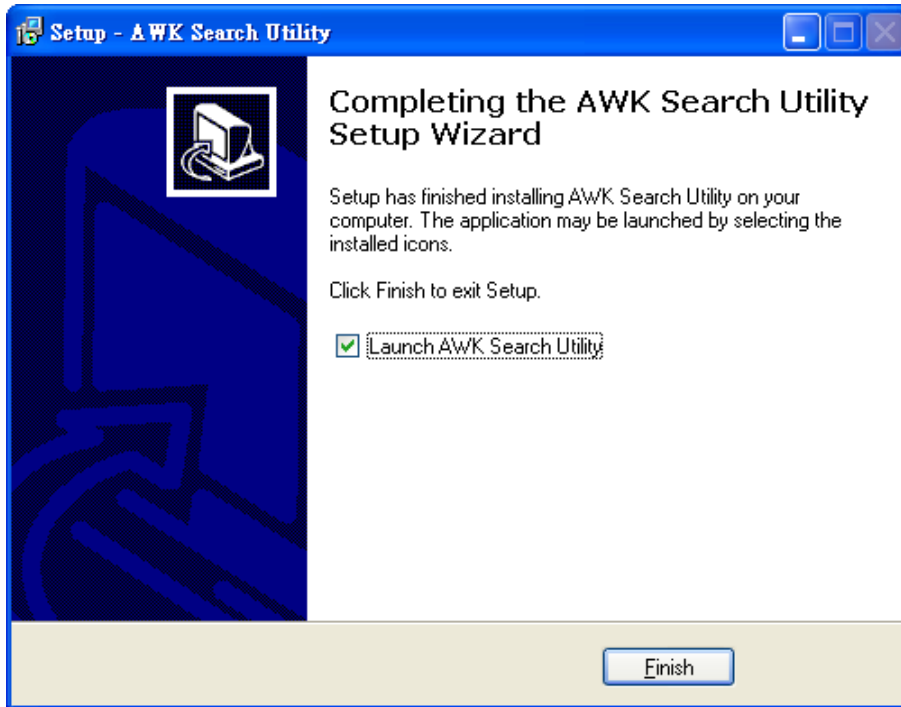 Setup - AWK Search Utility
Completing the AWK Search Utility
Setup Wizard
Setup has finished installing AWK Search Utility on your
computer. The application may be launched by selecting the
installed icons.
Click Finish to exit Setup.
Launch AWK Search Utility
Finish